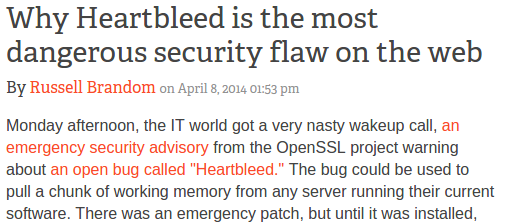 Why Heartbleed is the most
dangerous security flaw on the web
By Russell Brandom on April 8, 2014 01:53 pm
Monday afternoon, the IT world got a very nasty wakeup call, an
emergency security advisory from the OpenSSL project warning
about an open bug called "Heartbleed." The bug could be used to
pull a chunk of working memory from any server running their current
software. There was an emergency patch, but until it was installed,